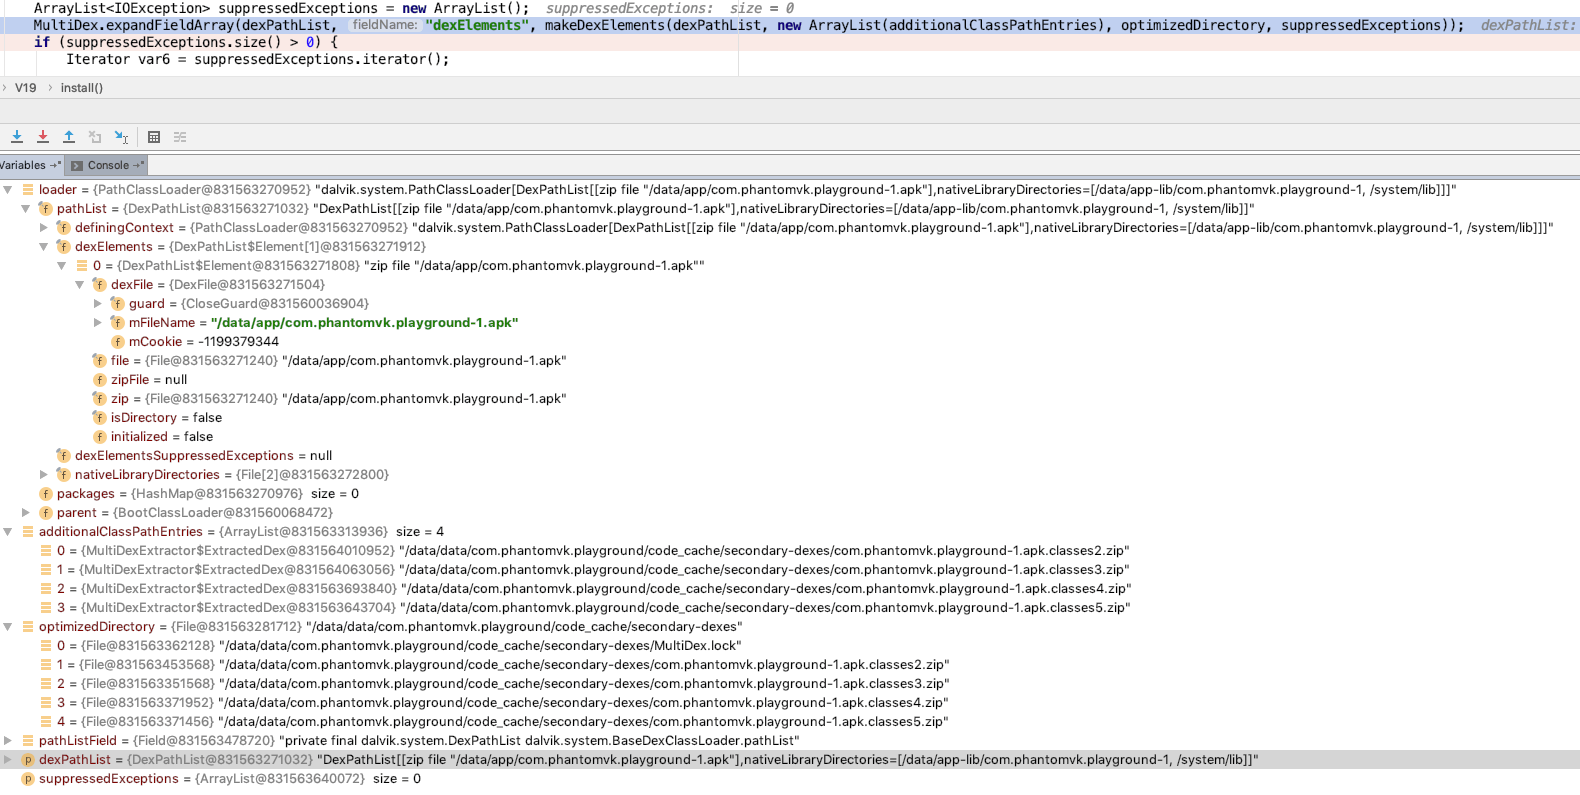 ArrayList<IOException> suppressedExceptions = new ArrayList(); suppressedExceptions: size = 0
MultiDex.expandFieldArray(dexPathList, fieldName: "dexElements", makeDexElements(dexPathList, new ArrayList(additionalClassPathEntries), optimizedDirectory, suppressedExceptions)); dexPathList:
if (suppressedExceptions.size() > 0) {
Iterator var6 = suppressedExceptions.iterator();
V19 › install()
Variables Console
loader = {PathClassLoader@831563270952} "dalvik.system.PathClassLoader[DexPathList[[zip file "/data/app/com.phantomvk.playground-1.apk"],nativeLibraryDirectories=[/data/app-lib/com.phantomvk.playground-1, /system/lib]]]"
pathList = {DexPathList@831563271032} "DexPathList[[zip file "/data/app/com.phantomvk.playground-1.apk"],nativeLibraryDirectories=[/data/app-lib/com.phantomvk.playground-1, /system/lib]]"
definingContext = {PathClassLoader@831563270952} "dalvik.system.PathClassLoader[DexPathList[[zip file "/data/app/com.phantomvk.playground-1.apk"],nativeLibraryDirectories=[/data/app-lib/com.phantomvk.playground-1, /system/lib]]]"
dexElements = {DexPathList$Element[1]@831563271912}
0 = {DexPathList$Element@831563271808} "zip file "/data/app/com.phantomvk.playground-1.apk""
dexFile = {DexFile@831563271504}
guard = {CloseGuard@831560036904}
mFileName = "/data/app/com.phantomvk.playground-1.apk"
mCookie = -1199379344
file = {File@831563271240} "/data/app/com.phantomvk.playground-1.apk"
zipFile = null
zip = {File@831563271240} "/data/app/com.phantomvk.playground-1.apk"
isDirectory = false
initialized = false
dexElementsSuppressedExceptions = null
nativeLibraryDirectories = {File[2]@831563272800}
packages = {HashMap@831563270976} size = 0
parent = {BootClassLoader@831560068472}
additionalClassPathEntries = {ArrayList@831563313936} size = 4
0 = {MultiDexExtractor$ExtractedDex@831564010952} "/data/data/com.phantomvk.playground/code_cache/secondary-dexes/com.phantomvk.playground-1.apk.classes2.zip"
1 = {MultiDexExtractor$ExtractedDex@831564063056} "/data/data/com.phantomvk.playground/code_cache/secondary-dexes/com.phantomvk.playground-1.apk.classes3.zip"
2 = {MultiDexExtractor$ExtractedDex@831563693840} "/data/data/com.phantomvk.playground/code_cache/secondary-dexes/com.phantomvk.playground-1.apk.classes4.zip"
3 = {MultiDexExtractor$ExtractedDex@831563643704} "/data/data/com.phantomvk.playground/code_cache/secondary-dexes/com.phantomvk.playground-1.apk.classes5.zip"
optimizedDirectory = {File@831563281712} "/data/data/com.phantomvk.playground/code_cache/secondary-dexes"
0 = {File@831563362128} "/data/data/com.phantomvk.playground/code_cache/secondary-dexes/MultiDex.lock"
1 = {File@831563453568} "/data/data/com.phantomvk.playground/code_cache/secondary-dexes/com.phantomvk.playground-1.apk.classes2.zip"
2 = {File@831563351568} "/data/data/com.phantomvk.playground/code_cache/secondary-dexes/com.phantomvk.playground-1.apk.classes3.zip"
3 = {File@831563371952} "/data/data/com.phantomvk.playground/code_cache/secondary-dexes/com.phantomvk.playground-1.apk.classes4.zip"
4 = {File@831563371456} "/data/data/com.phantomvk.playground/code_cache/secondary-dexes/com.phantomvk.playground-1.apk.classes5.zip"
pathListField = {Field@831563478720} "private final dalvik.system.DexPathList dalvik.system.BaseDexClassLoader.pathList"
dexPathList = {DexPathList@831563271032} "DexPathList[[zip file "/data/app/com.phantomvk.playground-1.apk"],nativeLibraryDirectories=[/data/app-lib/com.phantomvk.playground-1, /system/lib]]"
suppressedExceptions = {ArrayList@831563640072} size = 0